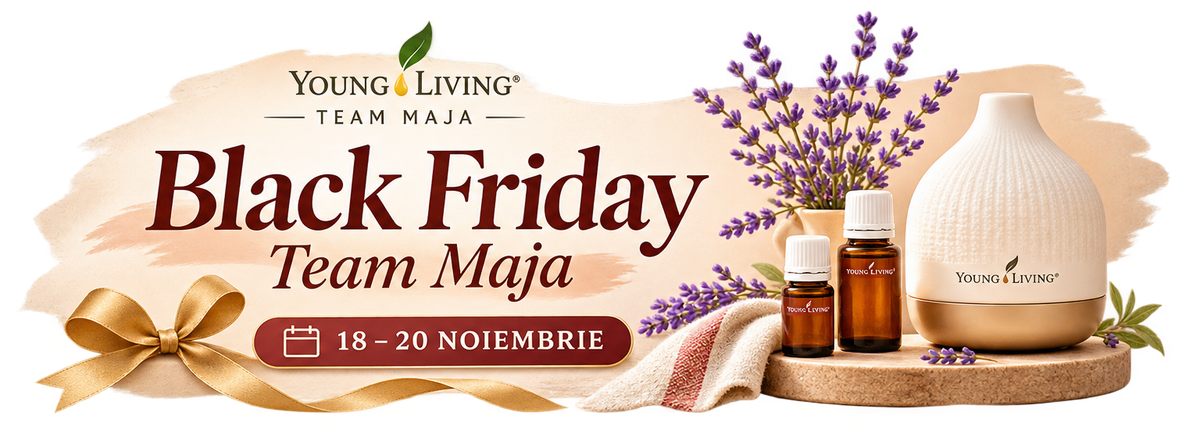 YOUNG LIVING®
TEAM MAJA
Black Friday
Team Maja
18 – 20 NOIEMBRIE
YOUNG LIVING
YOUNG LIVING
YOUNG LIVING®